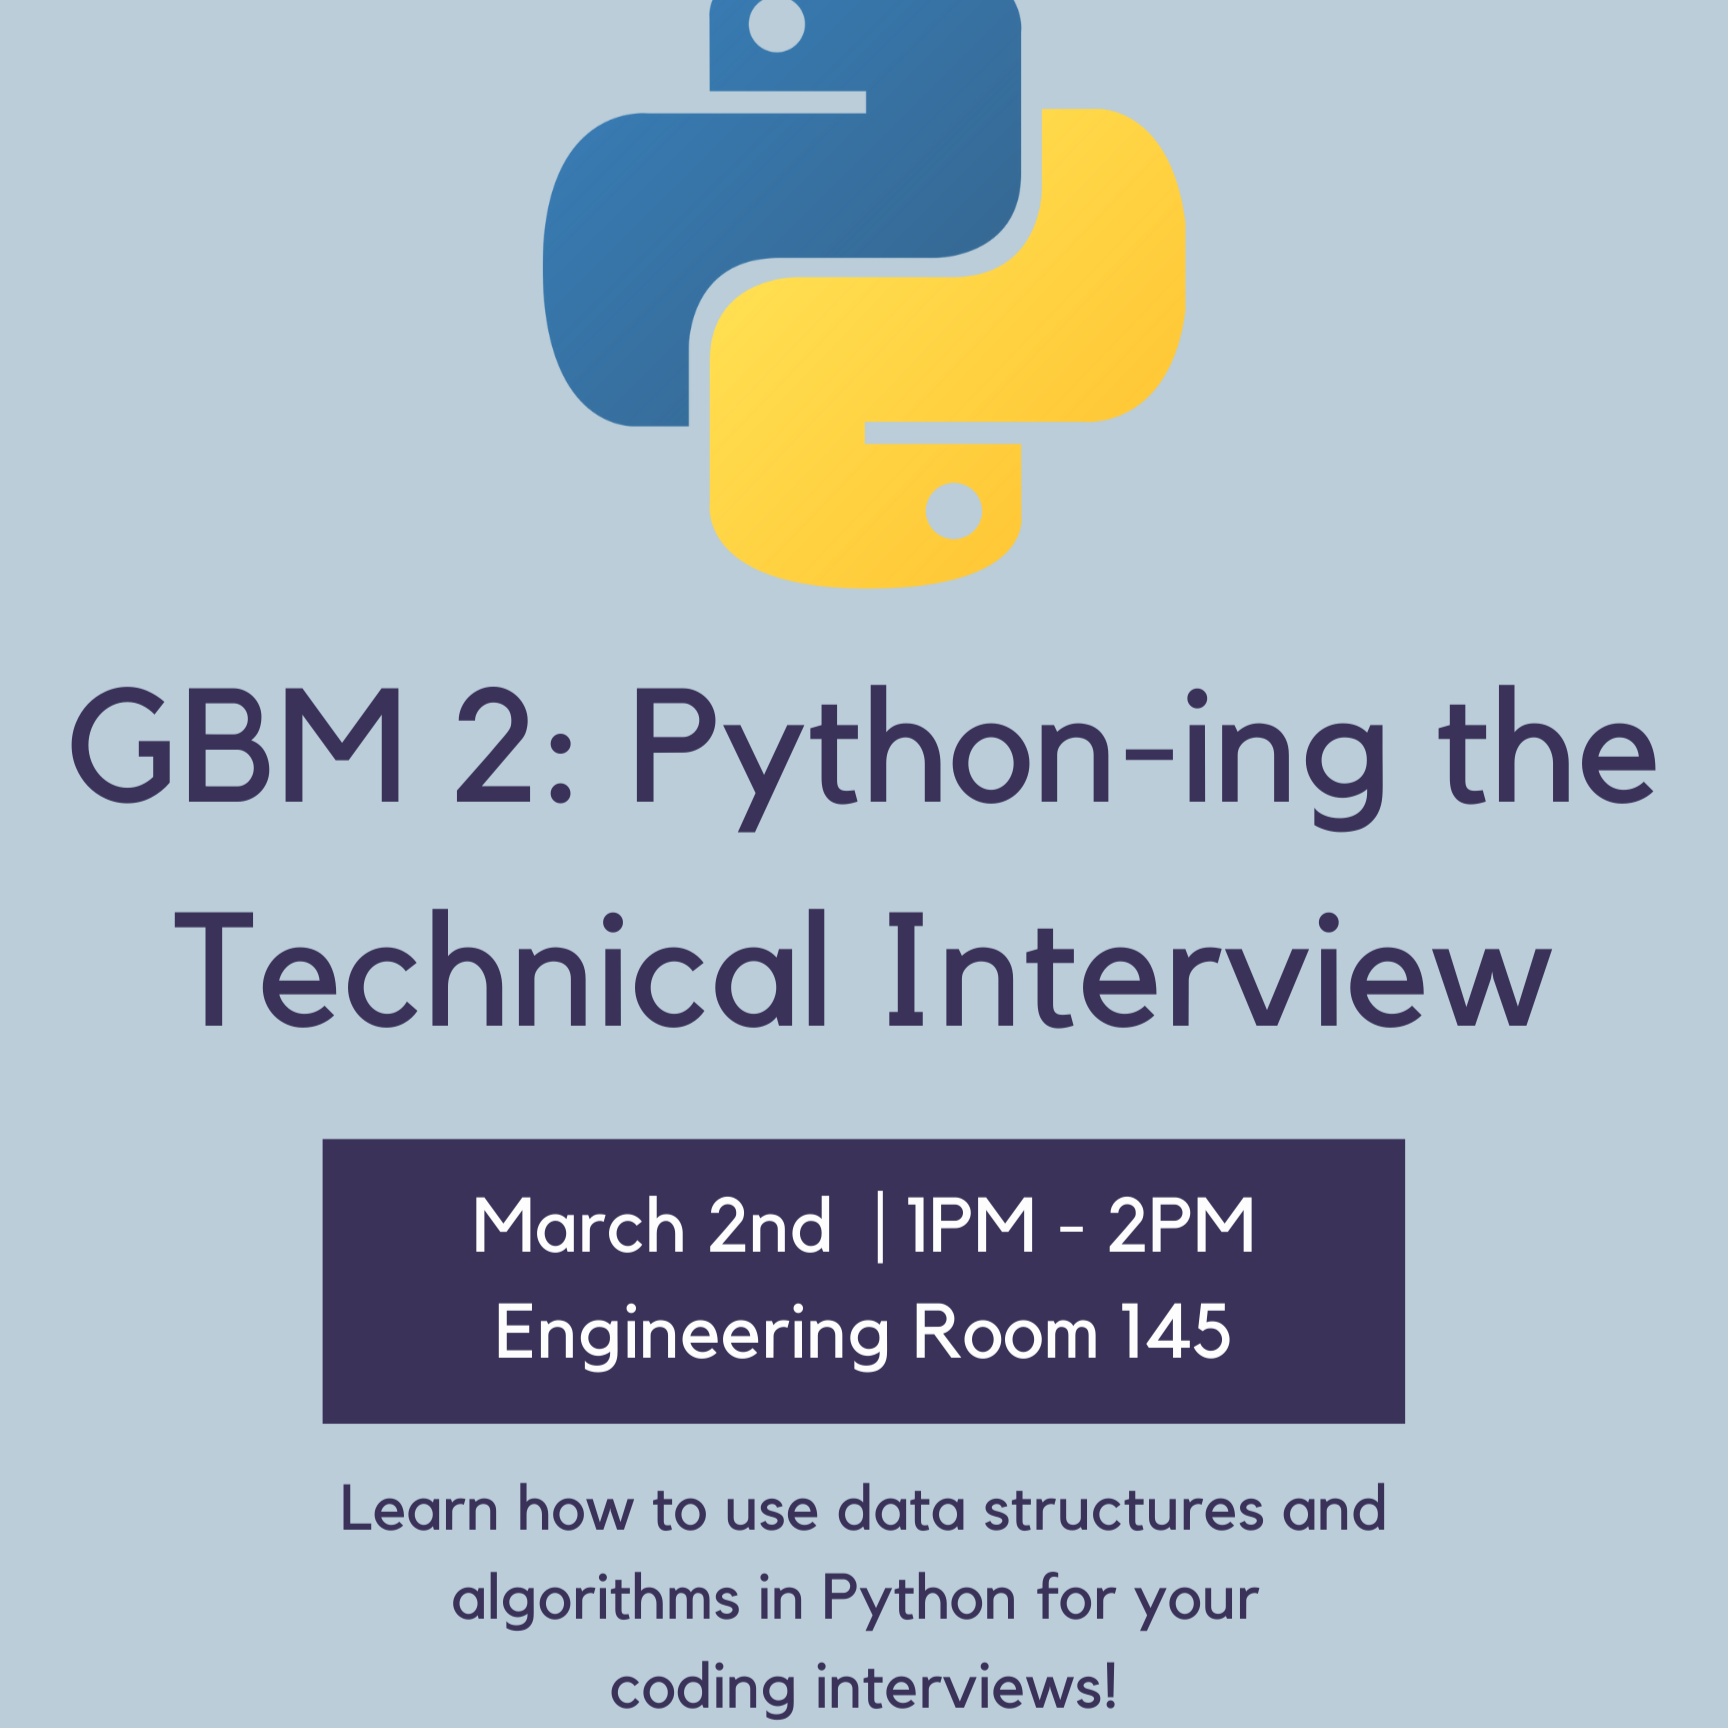 GBM 2: Python-ing the
Technical Interview
March 2nd | 1PM - 2PM
Engineering Room 145
Learn how to use data structures and
algorithms in Python for your
coding interviews!